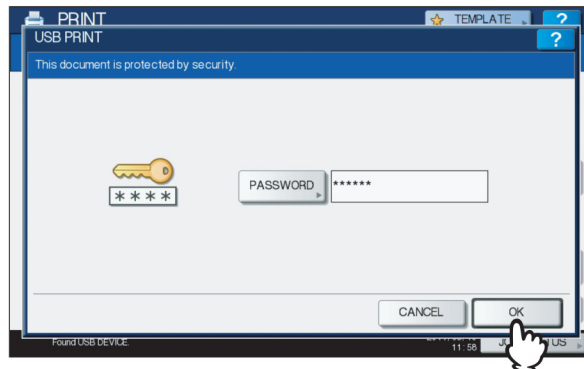 PRINT
TEMPLATE
?
USB PRINT
?
This document is protected by security.
* * * *
PASSWORD
******
CANCEL
OK
Found USB DEVICE.
11:58